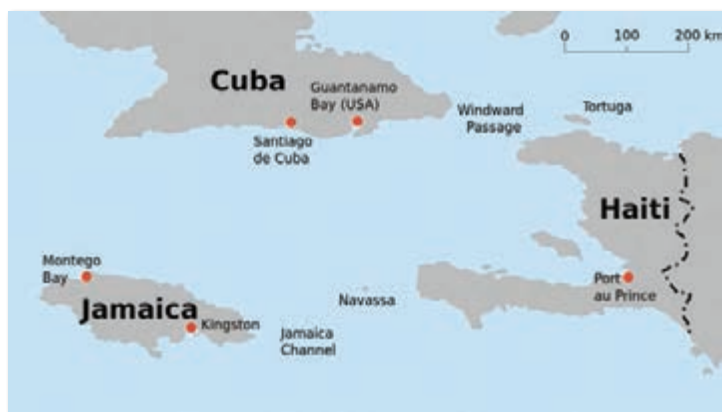 0 100 200 km
Cuba
Guantanamo
Bay (USA)
Windward
Passage
Tortuga
Santiago
de Cuba
Haiti
Montego
Bay
Jamaica
Kingston
Navassa
Jamaica
Channel
Port
au Prince